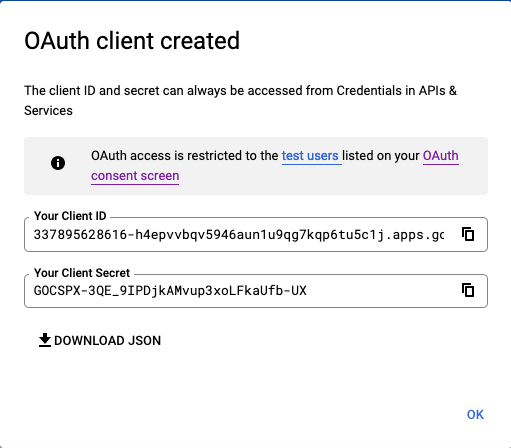 OAuth client created
The client ID and secret can always be accessed from Credentials in APIs &
Services
OAuth access is restricted to the test users listed on your OAuth
consent screen
Your Client ID
337895628616-h4epvvbqv5946aun1u9qg7kqp6tu5c1j.apps.gc
Your Client Secret
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
DOWNLOAD JSON
OK